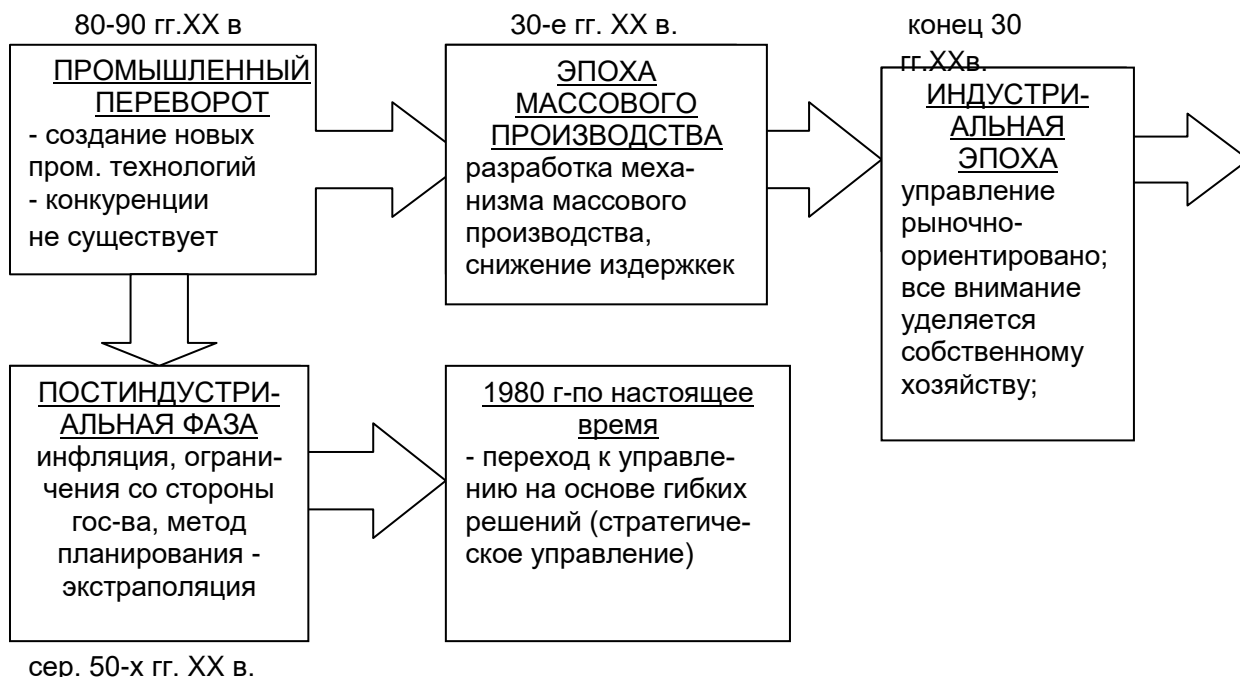 80-90 гг.XX в
ПРОМЫШЛЕННЫЙ
ПЕРЕВОРОТ
- создание новых
пром. технологий
- конкуренции
не существует
30-е гг. XX в.
ЭПОХА
МАССОВОГО
ПРОИЗВОДСТВА
разработка меха-
низма массового
производства,
снижение издержкек
конец 30
гг.XXв.
ИНДУСТРИ-
АЛЬНАЯ
ЭПОХА
управление
рыночно-
ориентировано;
все внимание
уделяется
собственному
хозяйству;
ПОСТИНДУСТРИ-
АЛЬНАЯ ФАЗА
инфляция, ограни-
чения со стороны
гос-ва, метод
планирования -
экстраполяция
сер. 50-х гг. XX в.
1980 г-по настоящее
время
- переход к управле-
нию на основе гибких
решений (стратегиче-
ское управление)